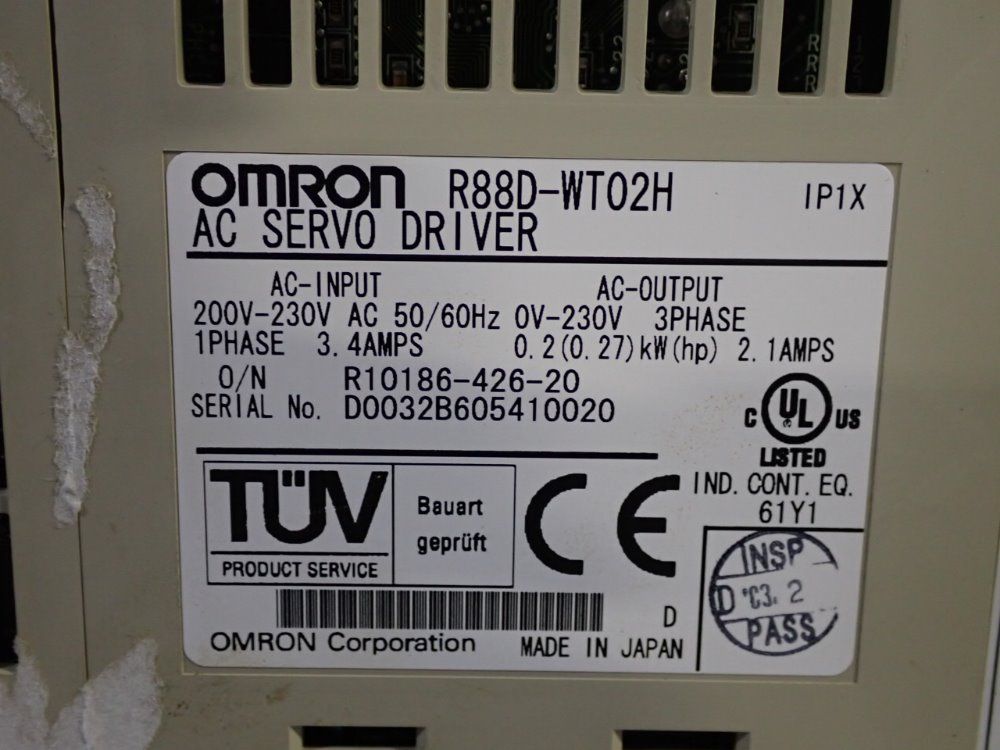 OMRON R88D-WT02H IP1X
AC SERVO DRIVER
AC-INPUT AC-OUTPUT
200V-230V AC 50/60Hz 0V-230V 3PHASE
1PHASE 3.4AMPS 0.2(0.27)kW(hp) 2.1AMPS
O/N R10186-426-20
SERIAL No. D0032B605410020
C UL US
LISTED
IND. CONT. EQ.
61Y1
TÜV
PRODUCT SERVICE
Bauart
geprüft
CE
INSP
D '03. 2
PASS
D
OMRON Corporation MADE IN JAPAN